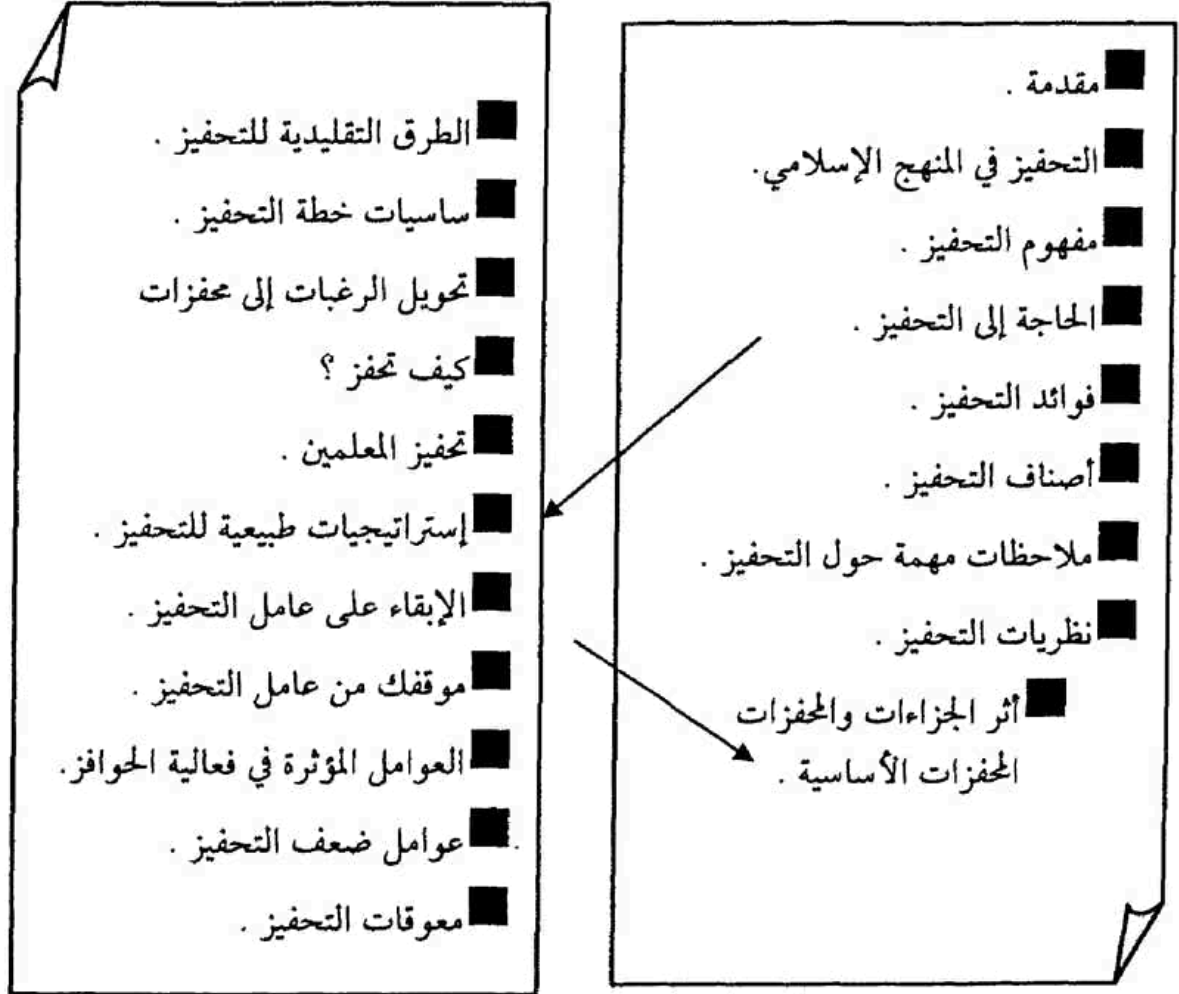 مقدمة .
التحفيز في المنهج الإسلامي.
مفهوم التحفيز .
الحاجة إلى التحفيز .
فوائد التحفيز .
أصناف التحفيز .
ملاحظات مهمة حول التحفيز .
نظريات التحفيز .
أثر الجزاءات والمحفزات
المحفزات الأساسية .
الطرق التقليدية للتحفيز .
ساسيات خطة التحفيز .
تحويل الرغبات إلى محفزات
كيف تحفز ؟
تحفيز المعلمين .
إستراتيجيات طبيعية للتحفيز .
الإبقاء على عامل التحفيز .
موقفك من عامل التحفيز .
العوامل المؤثرة في فعالية الحوافز.
عوامل ضعف التحفيز .
معوقات التحفيز .